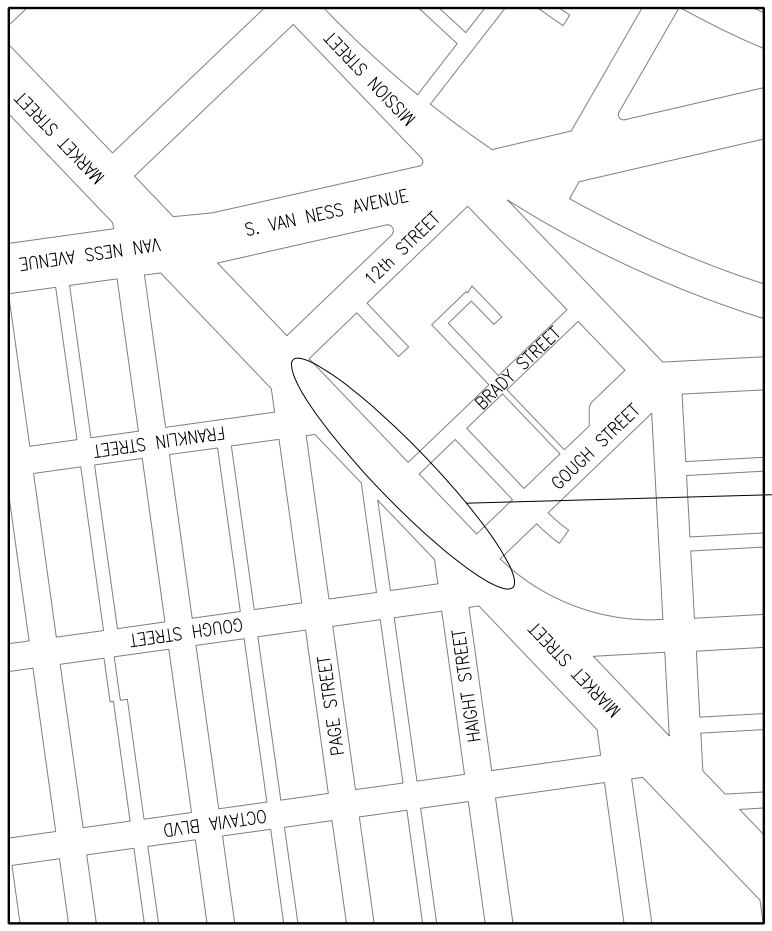 MISSION STREET
MARKET STREET
S. VAN NESS AVENUE
12th STREET
VAN NESS AVENUE
BRADY STREET
GOUGH STREET
FRANKLIN STREET
GOUGH STREET
PAGE STREET
HAIGHT STREET
MIARKET STREET
OCTAVIA BLVD